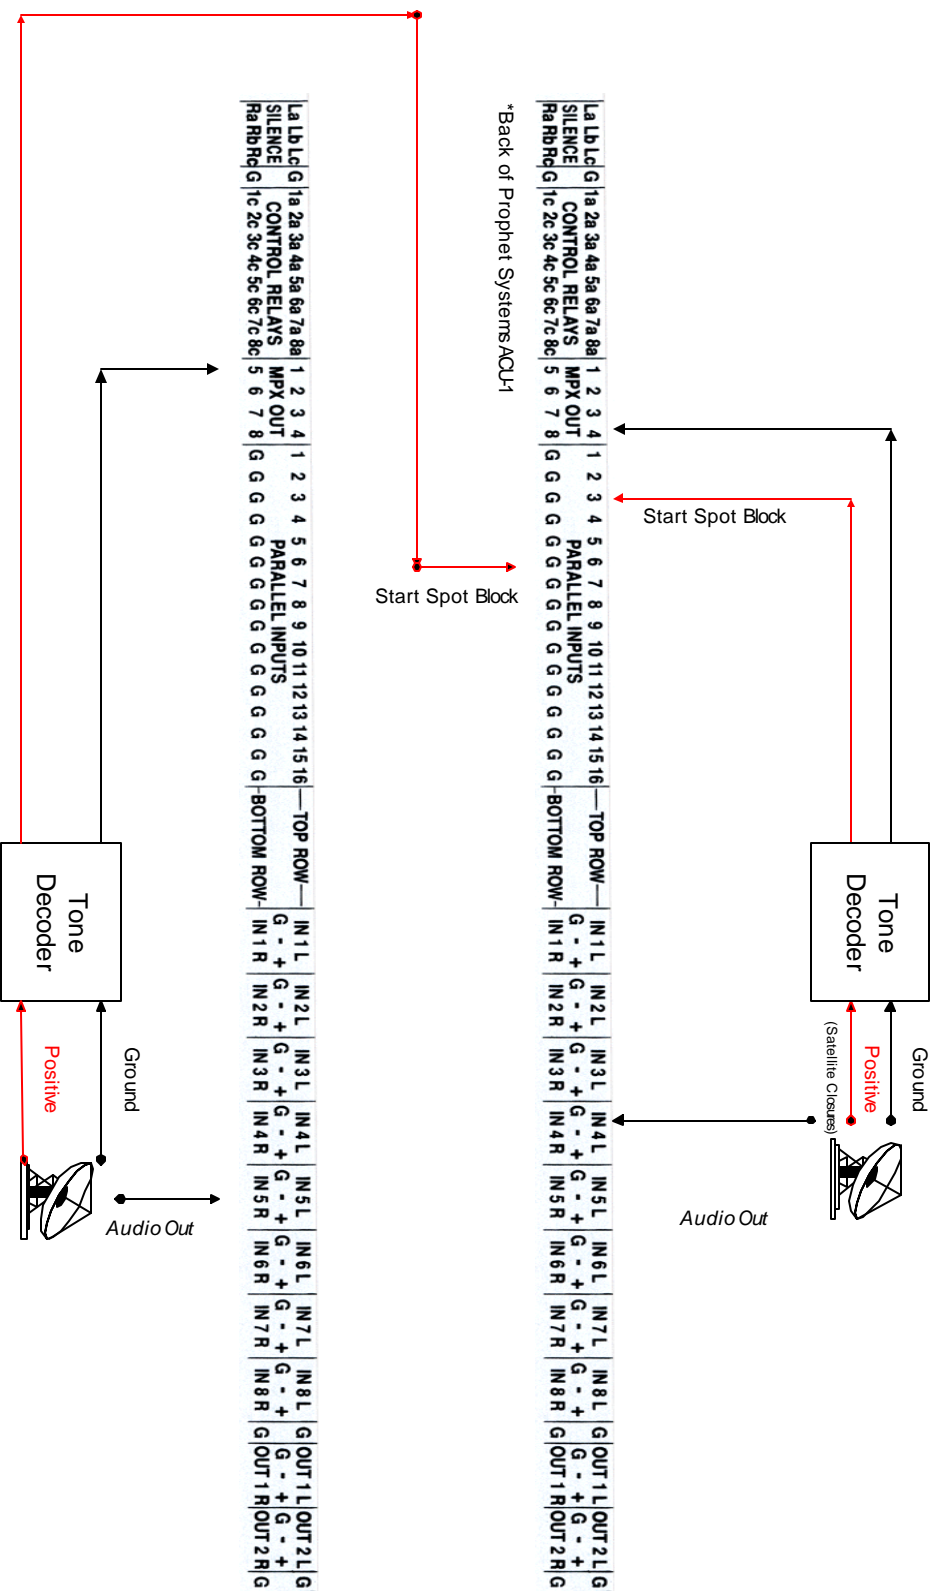 Ground
Positive
(Satellite Closures)
Tone
Decoder
Audio Out
Start Spot Block
La Lb Lc G 1a 2a 3a 4a 5a 6a 7a 8a 1 2 3 4 1 2 3 4 5 6 7 8 9 10 11 12 13 14 15 16 —TOP ROW— IN 1 L IN 2 L IN 3 L IN 4 L IN 5 L IN 6 L IN 7 L IN 8 L G OUT 1 L OUT 2 L G
SILENCE CONTROL RELAYS MPX OUT PARALLEL INPUTS G - + G - + G - + G - + G - + G - + G - + G - + G - + G - +
Ra Rb Rc G 1c 2c 3c 4c 5c 6c 7c 8c 5 6 7 8 G G G G G G G G G G G G G G G G -BOTTOM ROW- IN 1 R IN 2 R IN 3 R IN 4 R IN 5 R IN 6 R IN 7 R IN 8 R G OUT 1 R OUT 2 R G
*Back of Prophet Systems ACU-1
Start Spot Block
La Lb Lc G 1a 2a 3a 4a 5a 6a 7a 8a 1 2 3 4 1 2 3 4 5 6 7 8 9 10 11 12 13 14 15 16 —TOP ROW— IN 1 L IN 2 L IN 3 L IN 4 L IN 5 L IN 6 L IN 7 L IN 8 L G OUT 1 L OUT 2 L G
SILENCE CONTROL RELAYS MPX OUT PARALLEL INPUTS G - + G - + G - + G - + G - + G - + G - + G - + G - + G - +
Ra Rb Rc G 1c 2c 3c 4c 5c 6c 7c 8c 5 6 7 8 G G G G G G G G G G G G G G G G -BOTTOM ROW- IN 1 R IN 2 R IN 3 R IN 4 R IN 5 R IN 6 R IN 7 R IN 8 R G OUT 1 R OUT 2 R G
Ground
Positive
Tone
Decoder
Audio Out